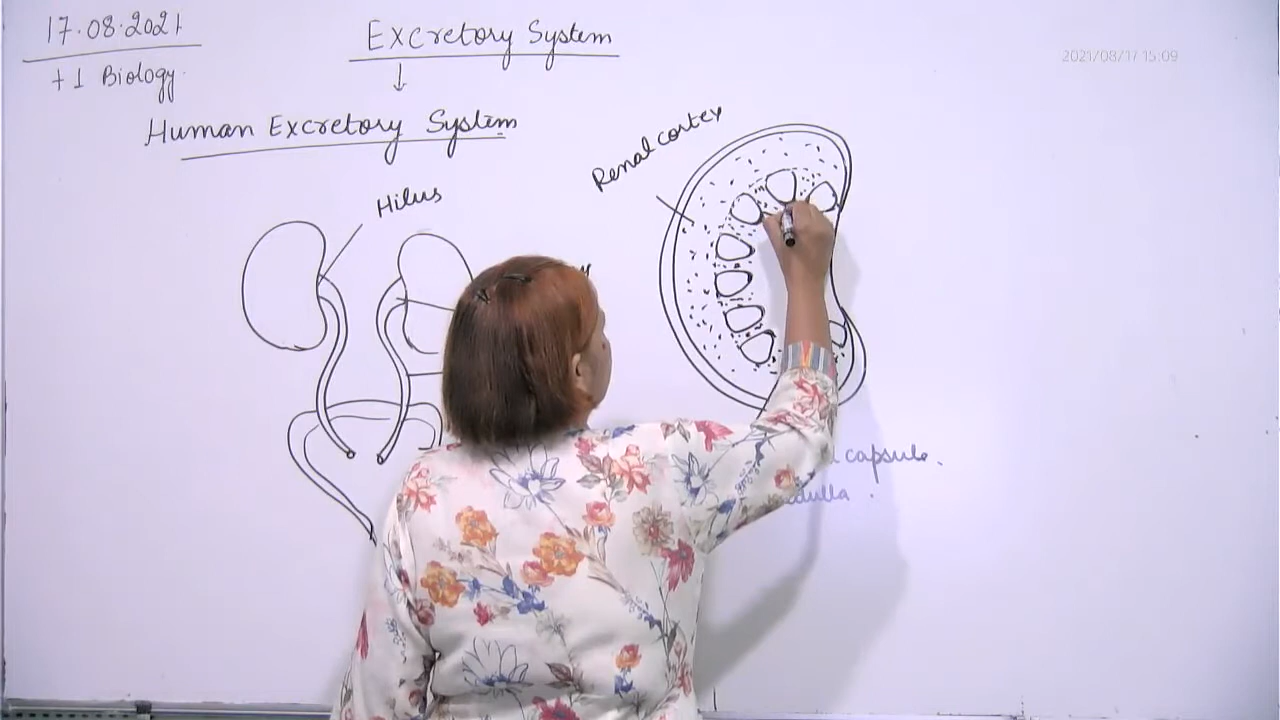 17.08.2021
+1 Biology
Excretory System
Human Excretory System
Hilus
Renal cortex
2021/08/17 15:09
capsule.